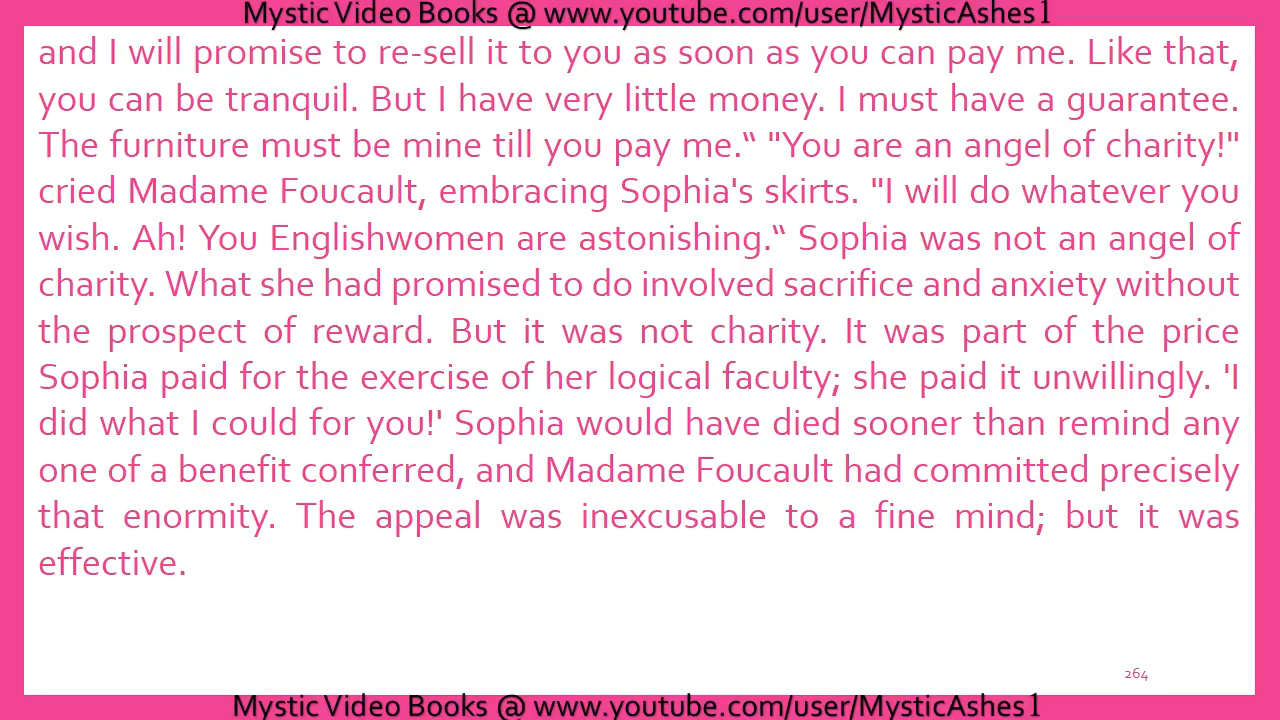 Mystic Video Books @ www.youtube.com/user/MysticAshes1
and I will promise to re-sell it to you as soon as you can pay me. Like that,
you can be tranquil. But I have very little money. I must have a guarantee.
The furniture must be mine till you pay me.“ "You are an angel of charity!"
cried Madame Foucault, embracing Sophia's skirts. "I will do whatever you
wish. Ah! You Englishwomen are astonishing.“ Sophia was not an angel of
charity. What she had promised to do involved sacrifice and anxiety without
the prospect of reward. But it was not charity. It was part of the price
Sophia paid for the exercise of her logical faculty; she paid it unwillingly. 'I
did what I could for you!' Sophia would have died sooner than remind any
one of a benefit conferred, and Madame Foucault had committed precisely
that enormity. The appeal was inexcusable to a fine mind; but it was
effective.
264
Mystic Video Books @ www.youtube.com/user/MysticAshes1